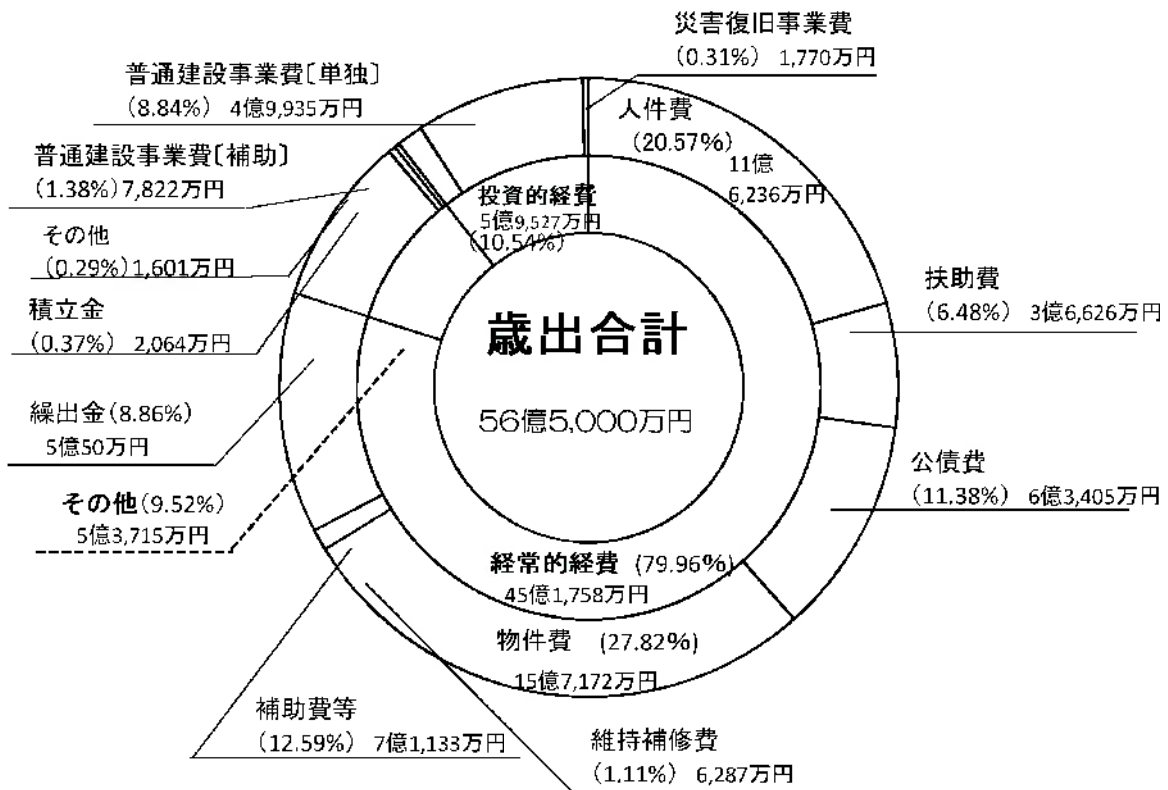 災害復旧事業費
(0.31%) 1,770万円
普通建設事業費〔単独〕
(8.84%) 4億9,935万円
人件費
(20.57%)
11億
6,236万円
普通建設事業費〔補助〕
(1.38%)7,822万円
投資的経費
5億9,527万円
(10.54%)
その他
(0.29%)1,601万円
積立金
(0.37%) 2,064万円
扶助費
(6.48%) 3億6,626万円
歳出合計
56億5,000万円
繰出金(8.86%)
5億50万円
その他(9.52%)
5億3,715万円
公債費
(11.38%) 6億3,405万円
経常的経費 (79.96%)
45億1,758万円
物件費 (27.82%)
15億7,172万円
補助費等
(12.59%) 7億1,133万円
維持補修費
(1.11%) 6,287万円